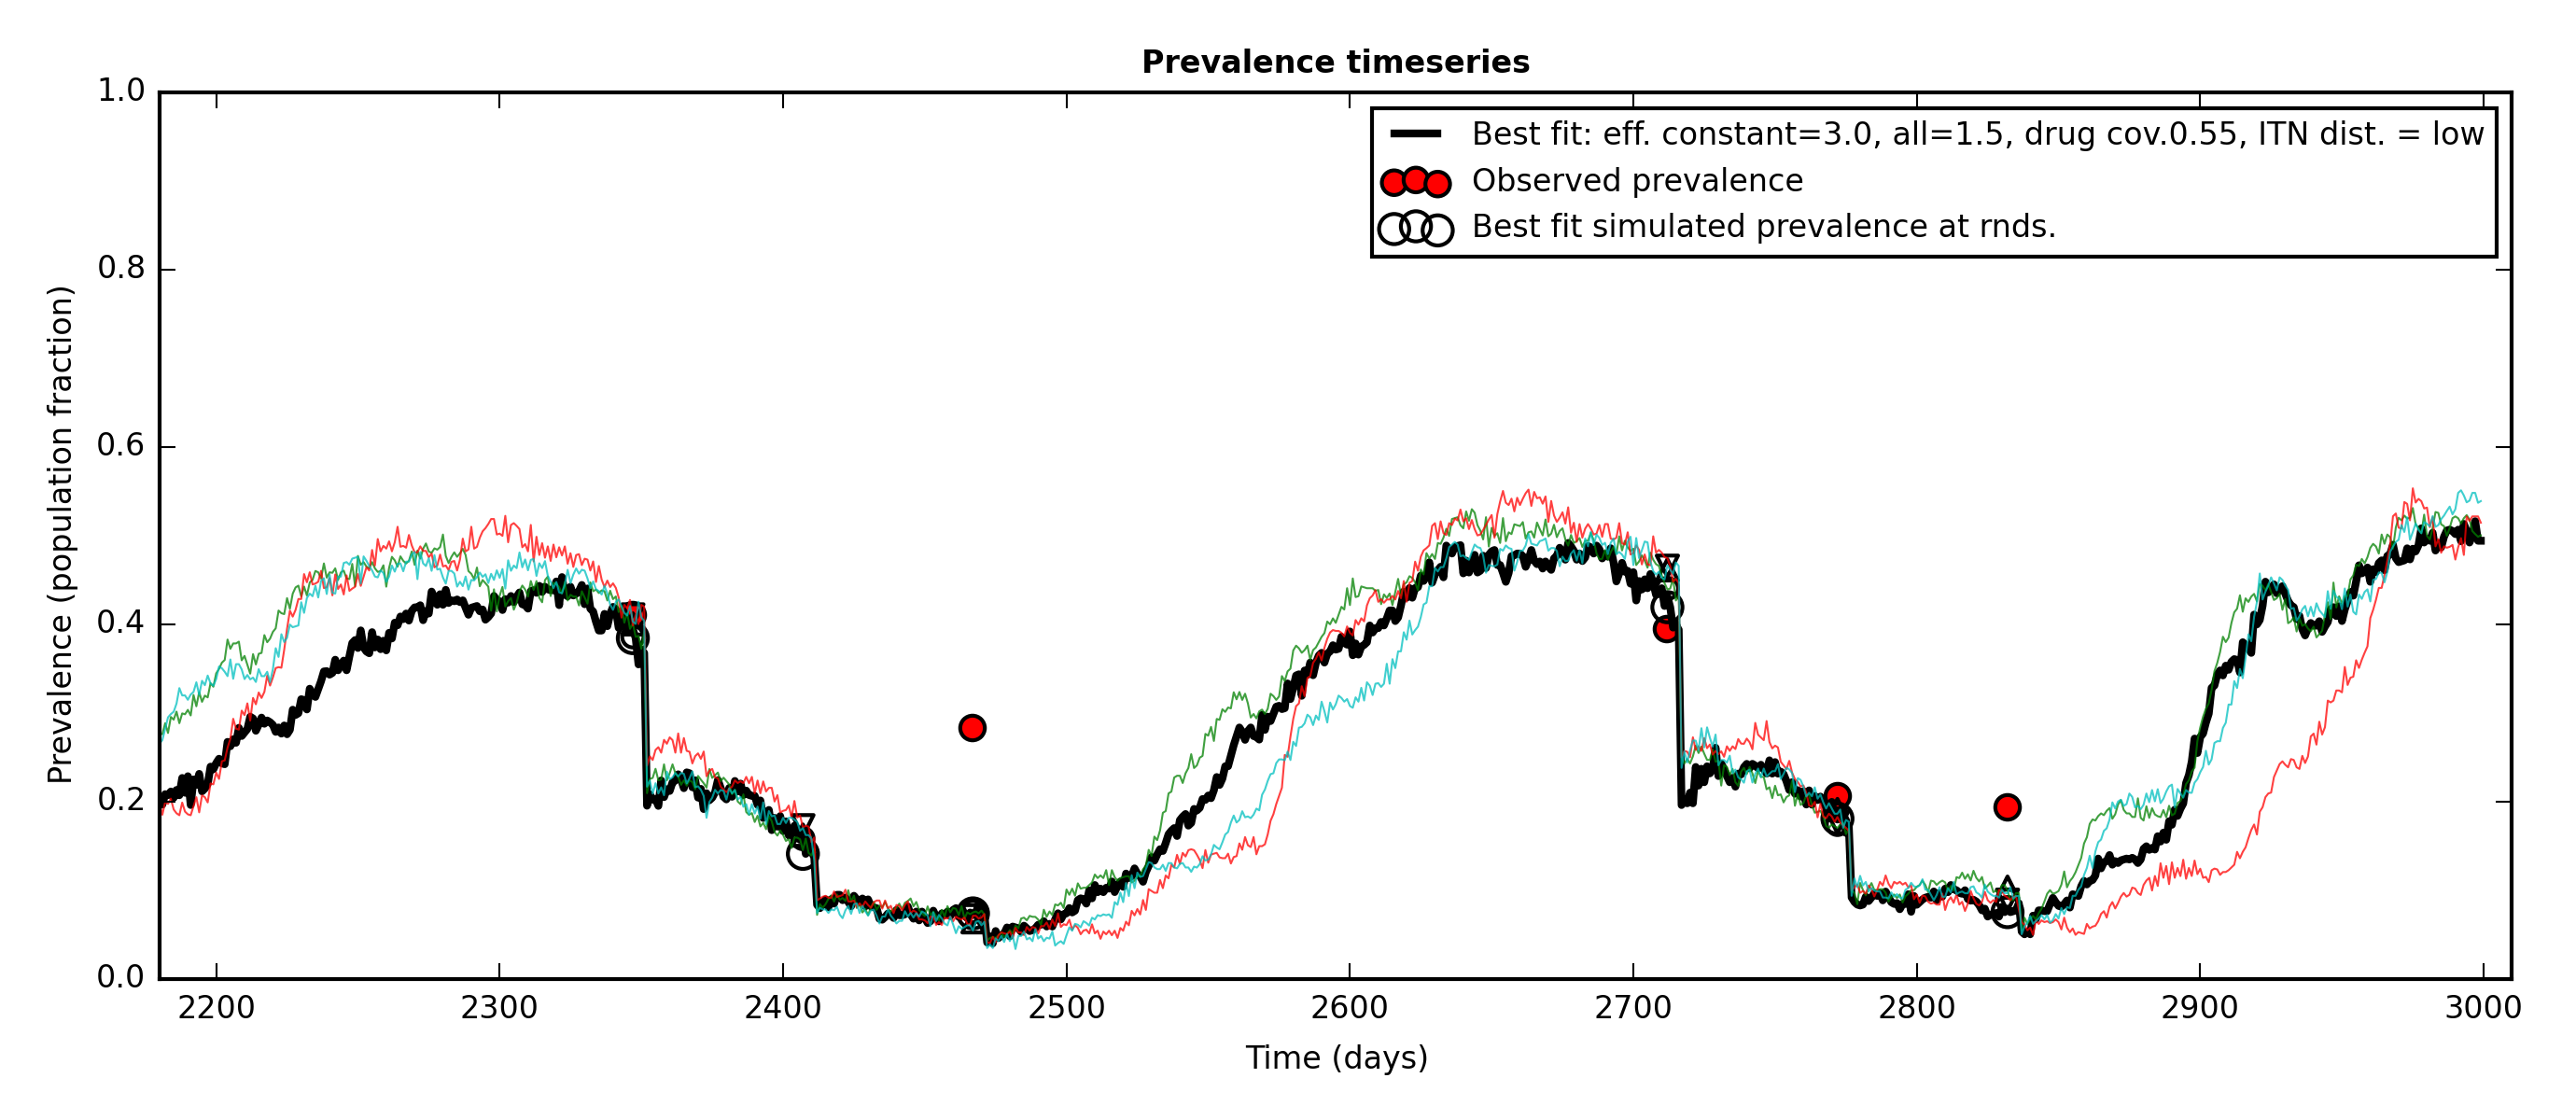 Prevalence timeseries
1.0
0.8
0.6
0.4
0.2
0.0
Prevalence (population fraction)
Best fit: eff. constant=3.0, all=1.5, drug cov.0.55, ITN dist. = low
Observed prevalence
Best fit simulated prevalence at rnds.
2200 2300 2400 2500 2600 2700 2800 2900 3000
Time (days)